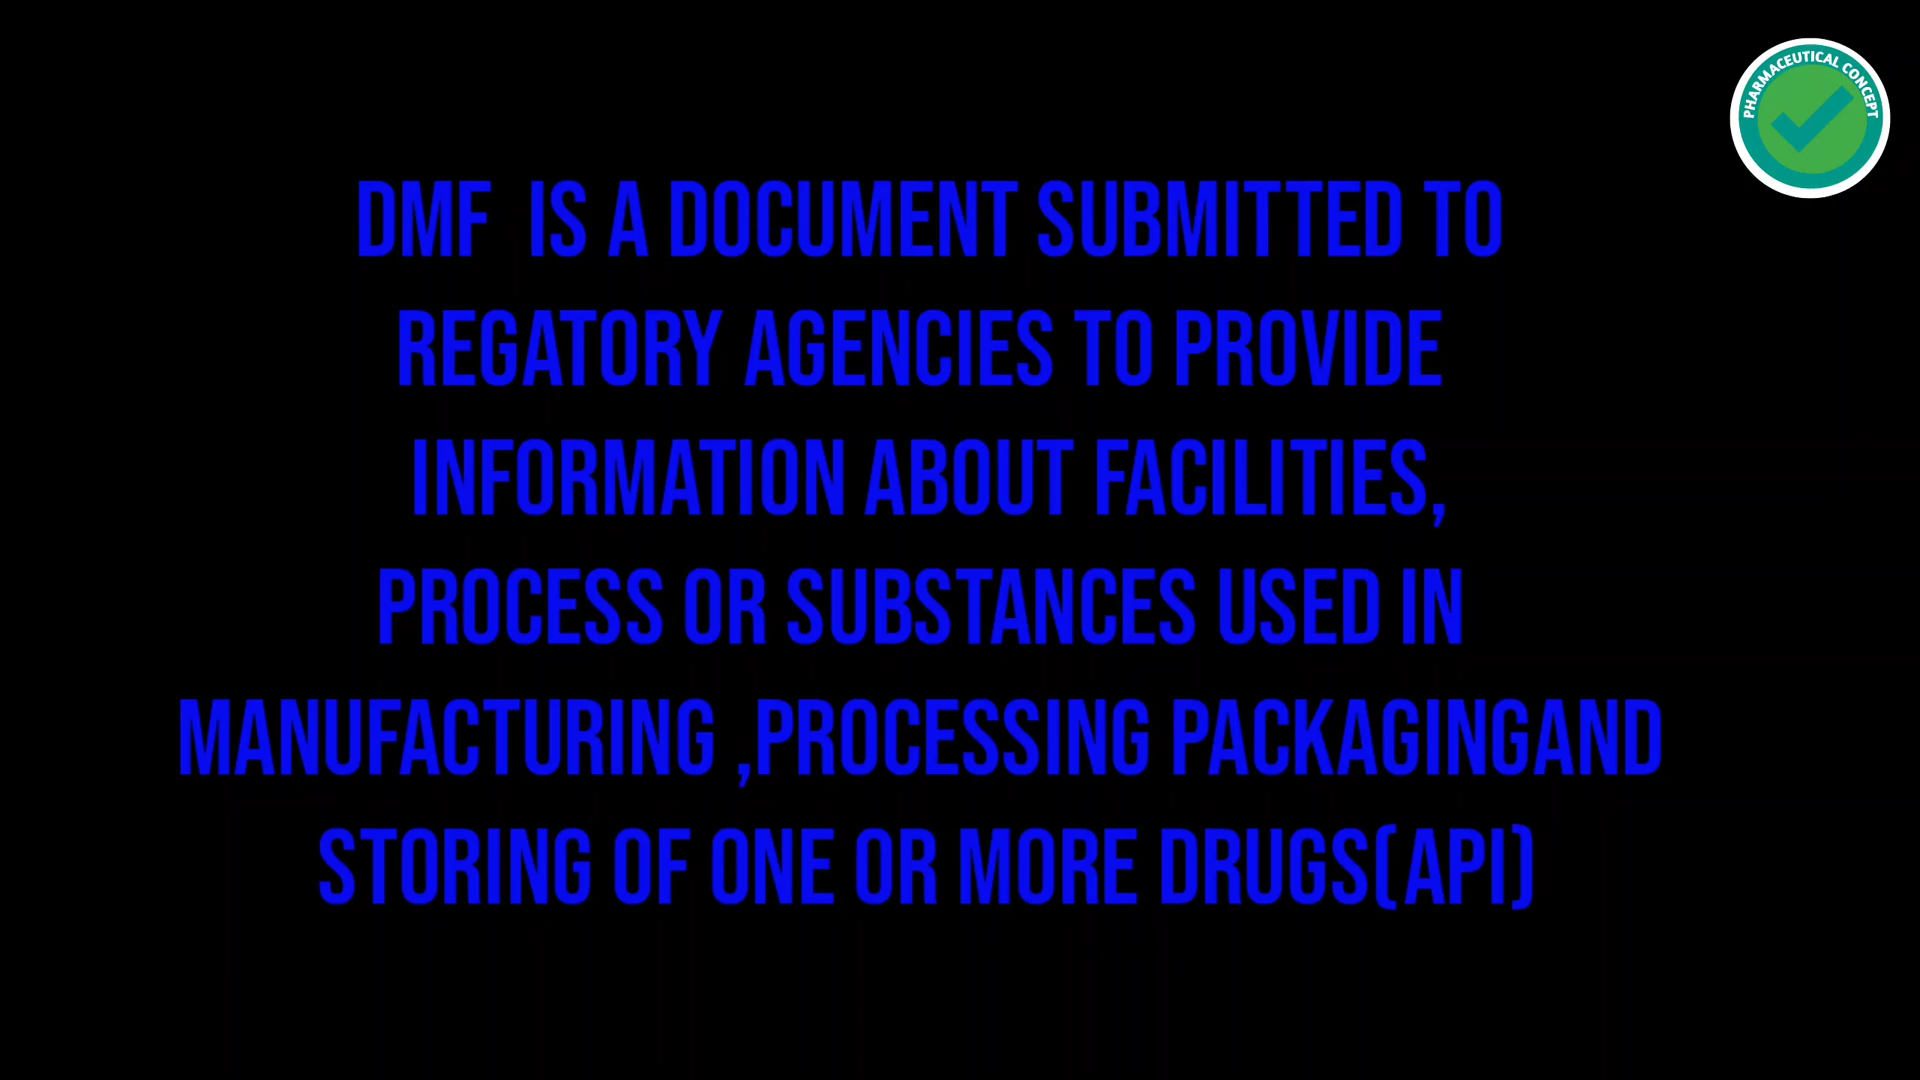 PHARMACEUTICAL CONCEPT
DMF  IS A DOCUMENT SUBMITTED TO
REGATORY AGENCIES TO PROVIDE
INFORMATION ABOUT FACILITIES,
PROCESS OR SUBSTANCES USED IN
MANUFACTURING ,PROCESSING PACKAGINGAND
STORING OF ONE OR MORE DRUGS(API)